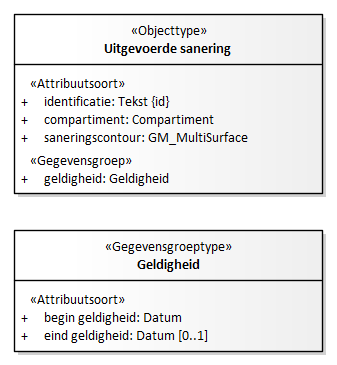 «Objecttype»
Uitgevoerde sanering
«Attribuutsoort»
+ identificatie: Tekst {id}
+ compartiment: Compartiment
+ saneringscontour: GM_MultiSurface
«Gegevensgroep»
+ geldigheid: Geldigheid
«Gegevensgroeptype»
Geldigheid
«Attribuutsoort»
+ begin geldigheid: Datum
+ eind geldigheid: Datum [0..1]